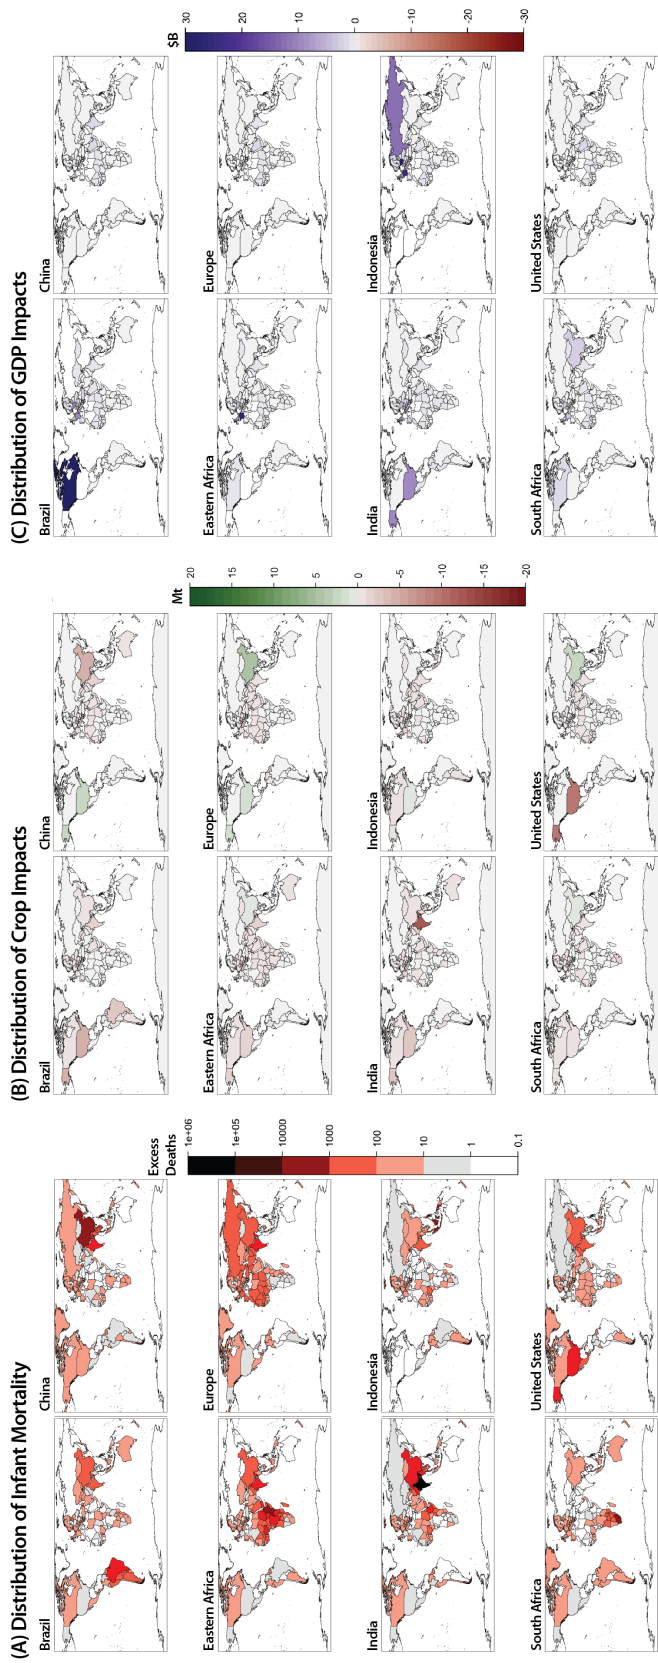 (A) Distribution of Infant Mortality
Brazil
China
Eastern Africa
Europe
India
Indonesia
South Africa
United States
Excess
Deaths
1e+06
1e+05
10000
1000
100
10
1
0.1
(B) Distribution of Crop Impacts
Brazil
China
Eastern Africa
Europe
India
Indonesia
South Africa
United States
Mt
20
15
10
5
0
-5
-10
-15
-20
(C) Distribution of GDP Impacts
Brazil
China
Eastern Africa
Europe
India
Indonesia
South Africa
United States
$B
30
20
10
0
-10
-20
-30